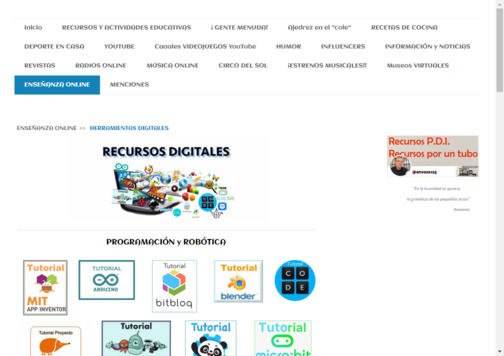 Inicio
RECURSOS Y ACTIVIDADES EDUCATIVAS
¡ GENTE MENUDA!
Ajedrez en el "cole"
RECETAS DE COCINA
DEPORTE EN CASA
YOUTUBE
Canales VIDEOJUEGOS YouTube
HUMOR
INFLUENCERS
INFORMACIÓN y NOTICIAS
REVISTAS
RADIOS ONLINE
MÚSICA ONLINE
CIRCO DEL SOL
¡ESTRENOS MUSICALES!!
Museos VIRTUALES
ENSEÑANZA ONLINE
MENCIONES
ENSEÑANZA ONLINE >> HERRAMIENTAS DIGITALES
RECURSOS DIGITALES
Recursos P.D.I.
Recursos por un tubo
"En la humildad se aprecia
la grandeza de las pequeñas cosas"
PROGRAMACIÓN y ROBÓTICA
Tutorial
MIT
APP INVENTOR
TUTORIAL
ARDUINO
Tutorial
bitbloq
Tutorial
blender
Tutorial
CO
DE
Tutorial Proyecto
Tutorial
Tutorial
Tutorial
micro:bit